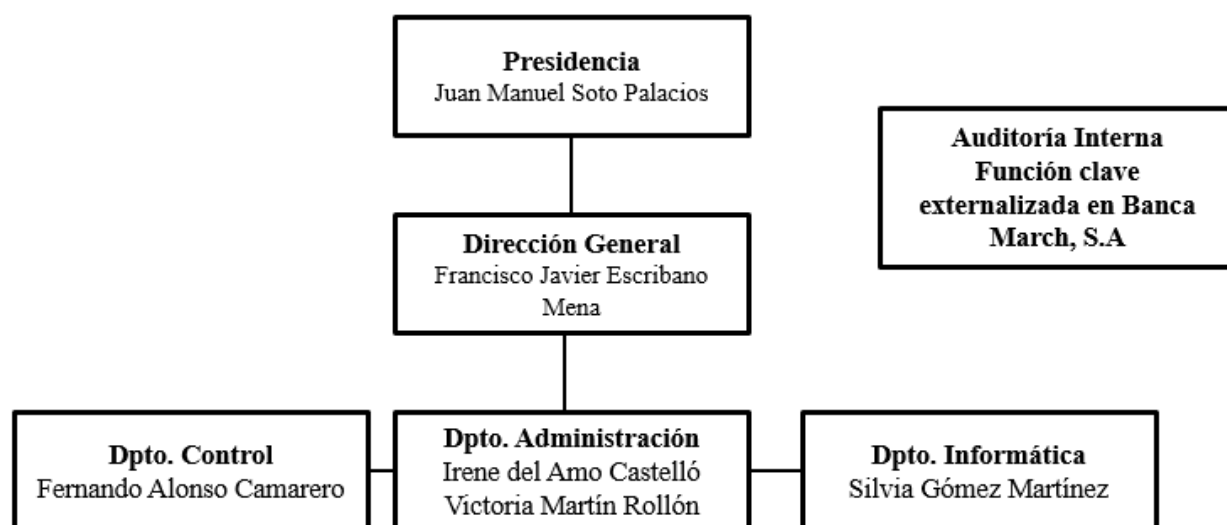 Presidencia
Juan Manuel Soto Palacios
Auditoría Interna
Función clave
externalizada en Banca
March, S.A
Dirección General
Francisco Javier Escribano
Mena
Dpto. Control
Fernando Alonso Camarero
Dpto. Administración
Irene del Amo Castelló
Victoria Martín Rollón
Dpto. Informática
Silvia Gómez Martínez